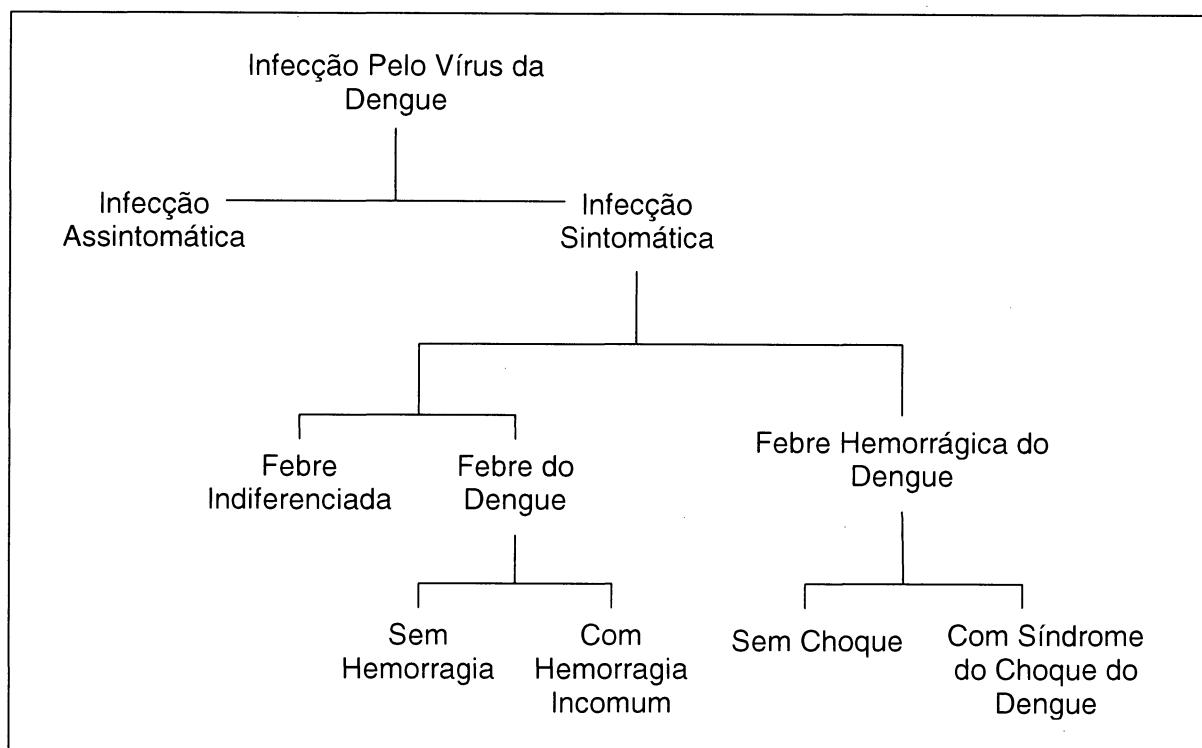 Infecção Pelo Vírus da
Dengue
Infecção
Assintomática
Infecção
Sintomática
Febre
Indiferenciada
Febre do
Dengue
Febre Hemorrágica do
Dengue
Sem
Hemorragia
Com
Hemorragia
Incomum
Sem Choque
Com Síndrome
do Choque do
Dengue